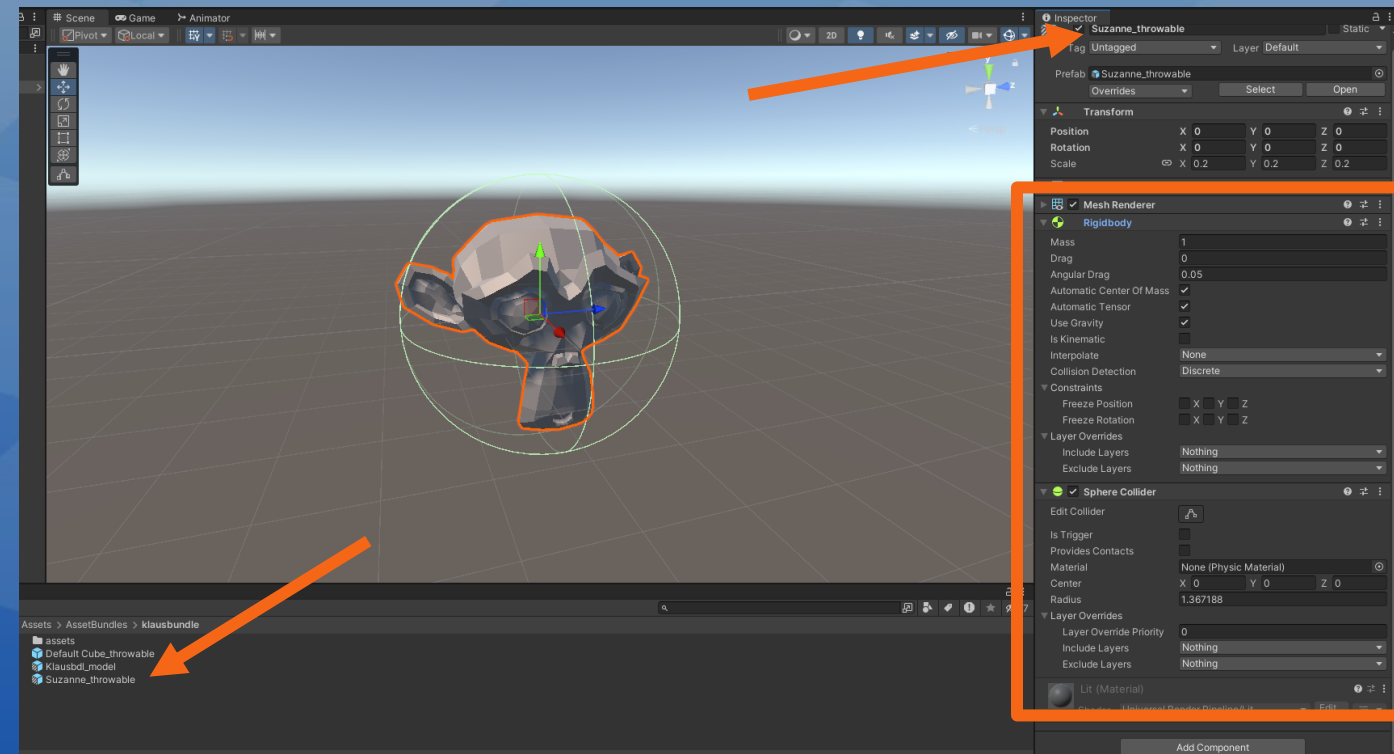 Scene Game Animator
Pivot Local 2D
y
z
< Persp
Assets > AssetBundles > klausbundle
assets
Default Cube_throwable
Klausbdl_model
Suzanne_throwable
Inspector
Suzanne_throwable Static
Tag Untagged Layer Default
Prefab Suzanne_throwable
Overrides Select Open
Transform
Position X 0 Y 0 Z 0
Rotation X 0 Y 0 Z 0
Scale X 0.2 Y 0.2 Z 0.2
Mesh Renderer
Rigidbody
Mass 1
Drag 0
Angular Drag 0.05
Automatic Center Of Mass
Automatic Tensor
Use Gravity
Is Kinematic
Interpolate None
Collision Detection Discrete
Constraints
Freeze Position X Y Z
Freeze Rotation X Y Z
Layer Overrides
Include Layers Nothing
Exclude Layers Nothing
Sphere Collider
Edit Collider
Is Trigger
Provides Contacts
Material None (Physic Material)
Center X 0 Y 0 Z 0
Radius 1.367188
Layer Overrides
Layer Override Priority 0
Include Layers Nothing
Exclude Layers Nothing
Lit (Material)
Shader Universal Render Pipeline/Lit Edit...
Add Component